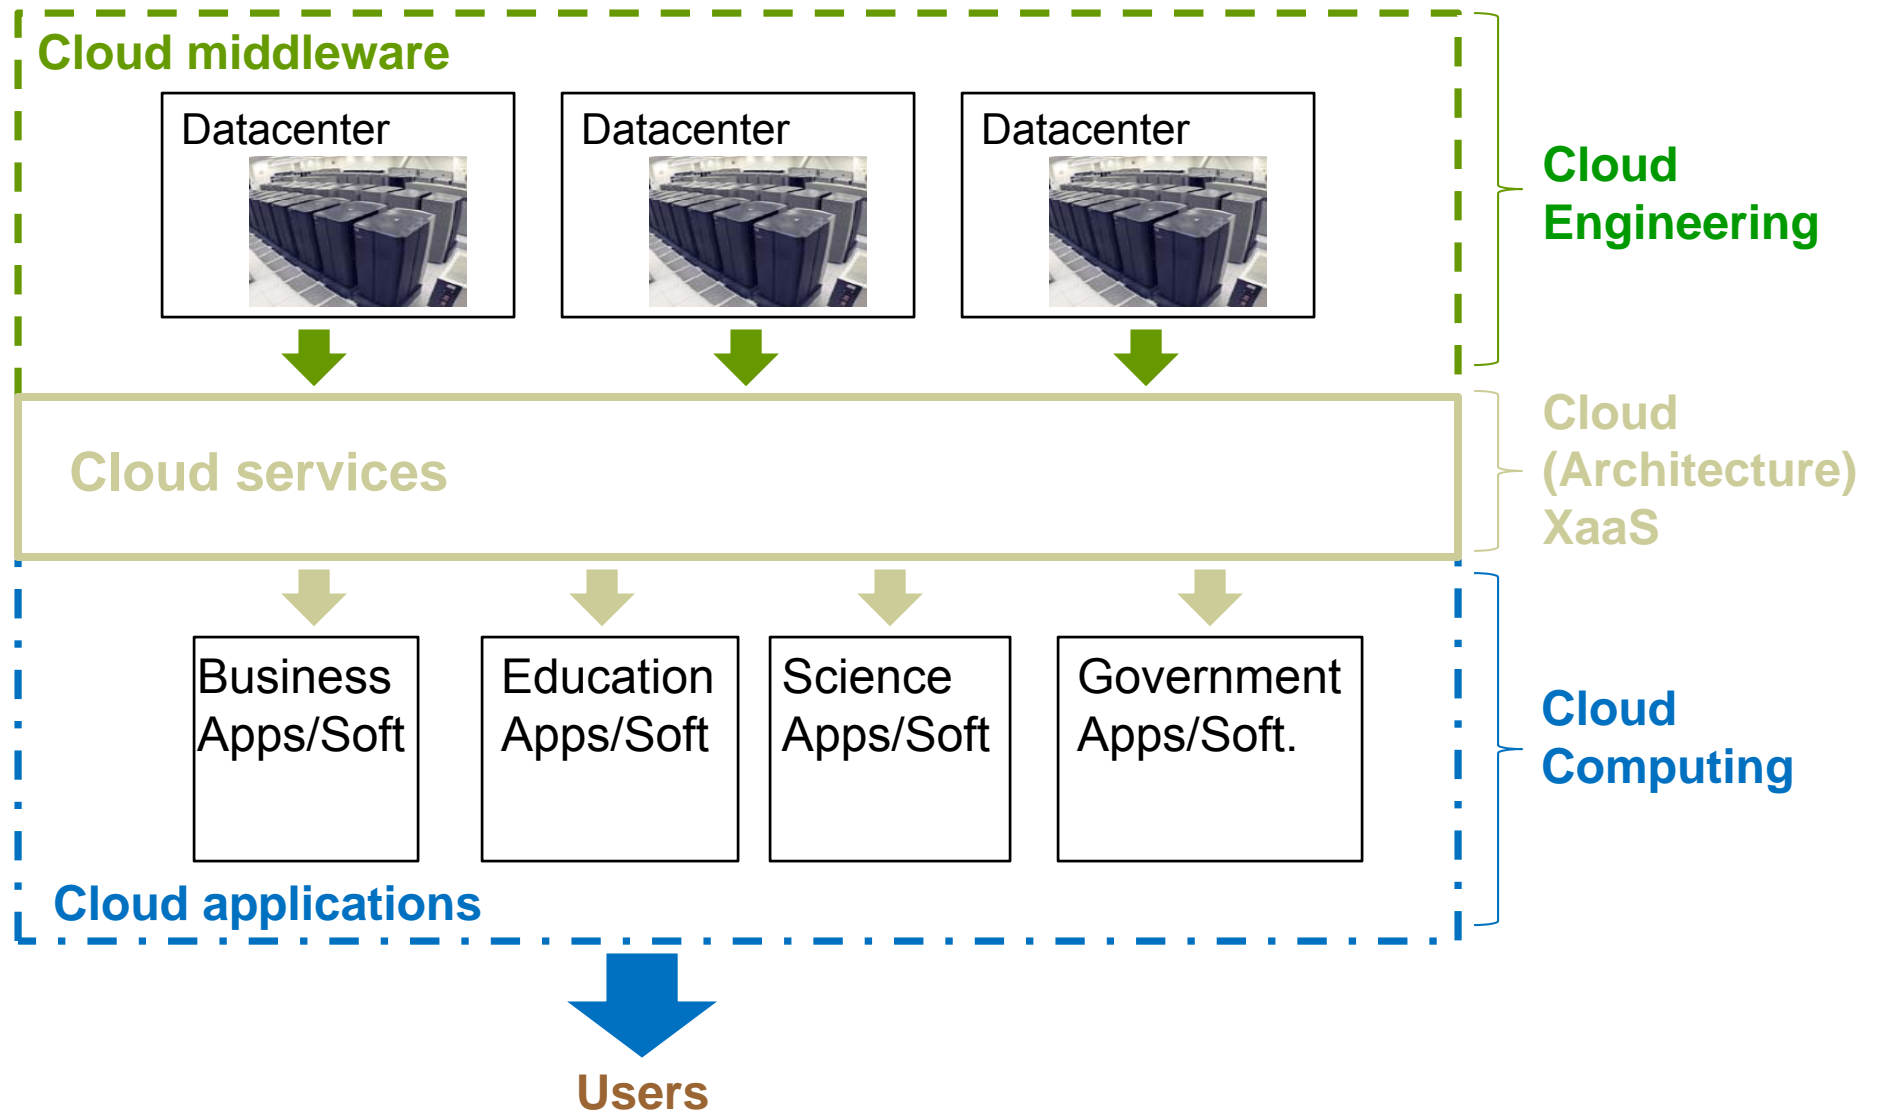 Cloud middleware
Datacenter
Datacenter
Datacenter
Cloud
Engineering
Cloud services
Cloud
(Architecture)
XaaS
Business
Apps/Soft
Education
Apps/Soft
Science
Apps/Soft
Government
Apps/Soft.
Cloud
Computing
Cloud applications
Users